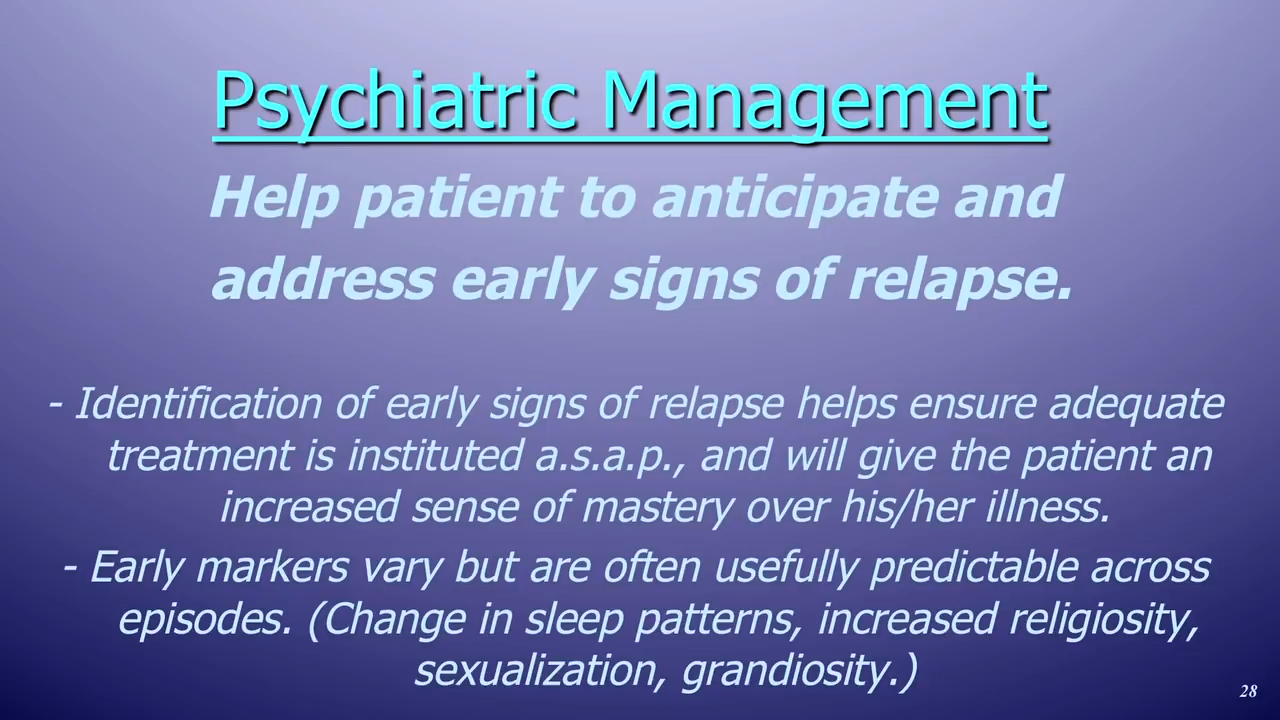 Psychiatric Management
Help patient to anticipate and
address early signs of relapse.
- Identification of early signs of relapse helps ensure adequate
treatment is instituted a.s.a.p., and will give the patient an
increased sense of mastery over his/her illness.
- Early markers vary but are often usefully predictable across
episodes. (Change in sleep patterns, increased religiosity,
sexualization, grandiosity.)
28